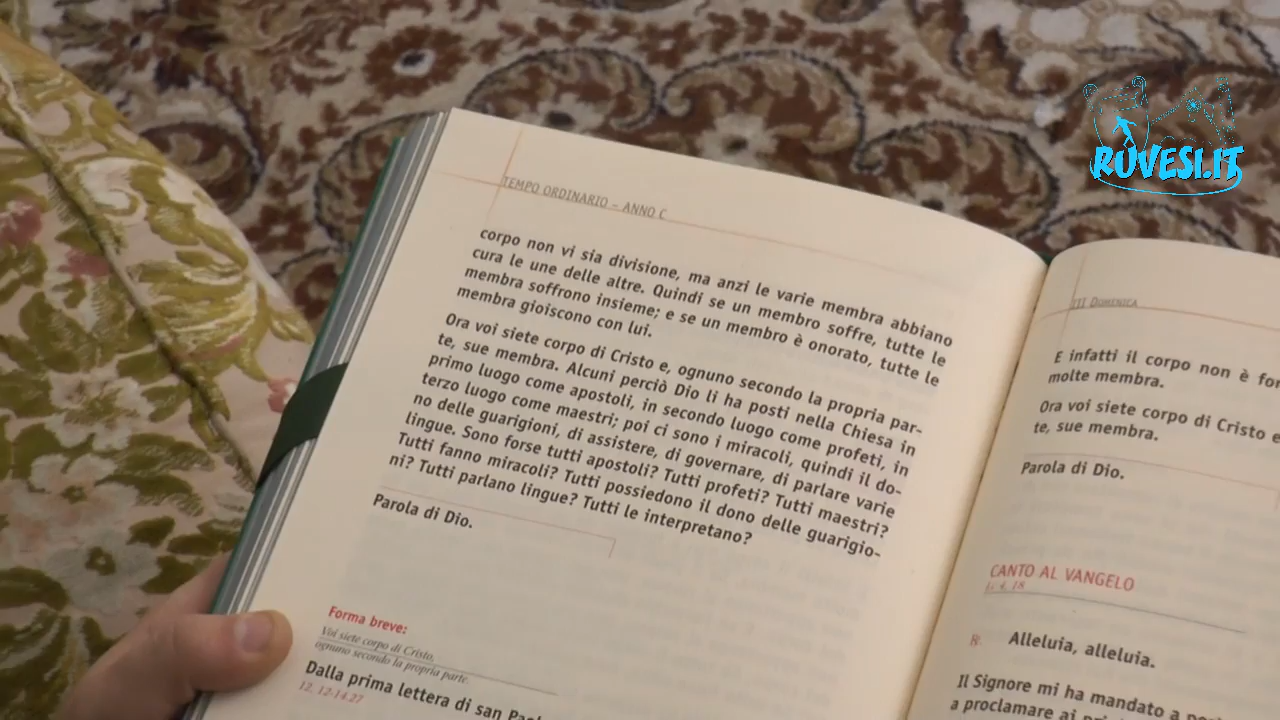 RUVESI.IT
TEMPO ORDINARIO – ANNO C
corpo non vi sia divisione, ma anzi le varie membra abbiano
cura le une delle altre. Quindi se un membro soffre, tutte le
membra soffrono insieme; e se un membro è onorato, tutte le
membra gioiscono con lui.
Ora voi siete corpo di Cristo e, ognuno secondo la propria par-
te, sue membra. Alcuni perciò Dio li ha posti nella Chiesa in
primo luogo come apostoli, in secondo luogo come profeti, in
terzo luogo come maestri; poi ci sono i miracoli, quindi il do-
no delle guarigioni, di assistere, di governare, di parlare varie
lingue. Sono forse tutti apostoli? Tutti profeti? Tutti maestri?
Tutti fanno miracoli? Tutti possiedono il dono delle guarigio-
ni? Tutti parlano lingue? Tutti le interpretano?
Parola di Dio.
Forma breve:
Voi siete corpo di Cristo,
ognuno secondo la propria parte.
Dalla prima lettera di san
12, 12-14.27
III DOMENICA
E infatti il corpo non è
molte membra.
Ora voi siete corpo di Cristo e
te, sue membra.
Parola di Dio.
CANTO AL VANGELO
4, 18
R. Alleluia, alleluia.
Il Signore mi ha mandato a
a proclamare ai